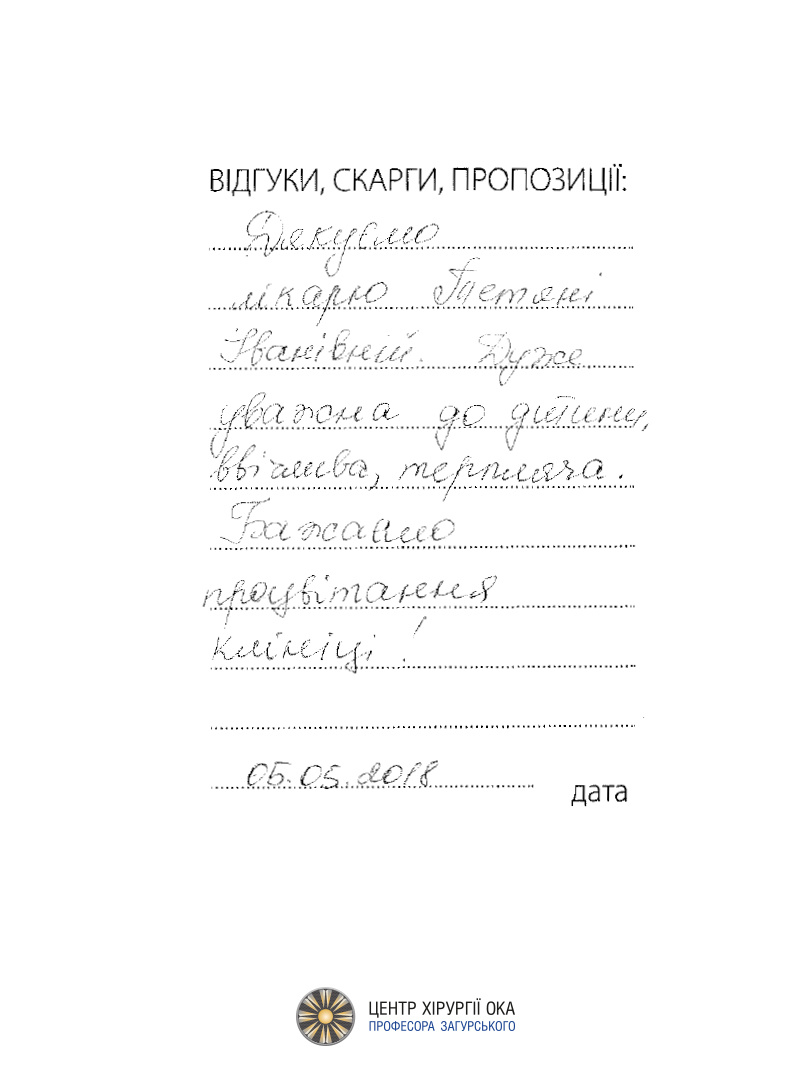 ВІДГУКИ, СКАРГИ, ПРОПОЗИЦІЇ:
Дякуємо
лікарю Тетяні
Іванівній. Дуже
уважна до дитини,
ввічлива, терпляча.
Бажаємо
процвітання
клініці!
05.05.2018
дата
ЦЕНТР ХІРУРГІЇ ОКА
ПРОФЕСОРА ЗАГУРСЬКОГО